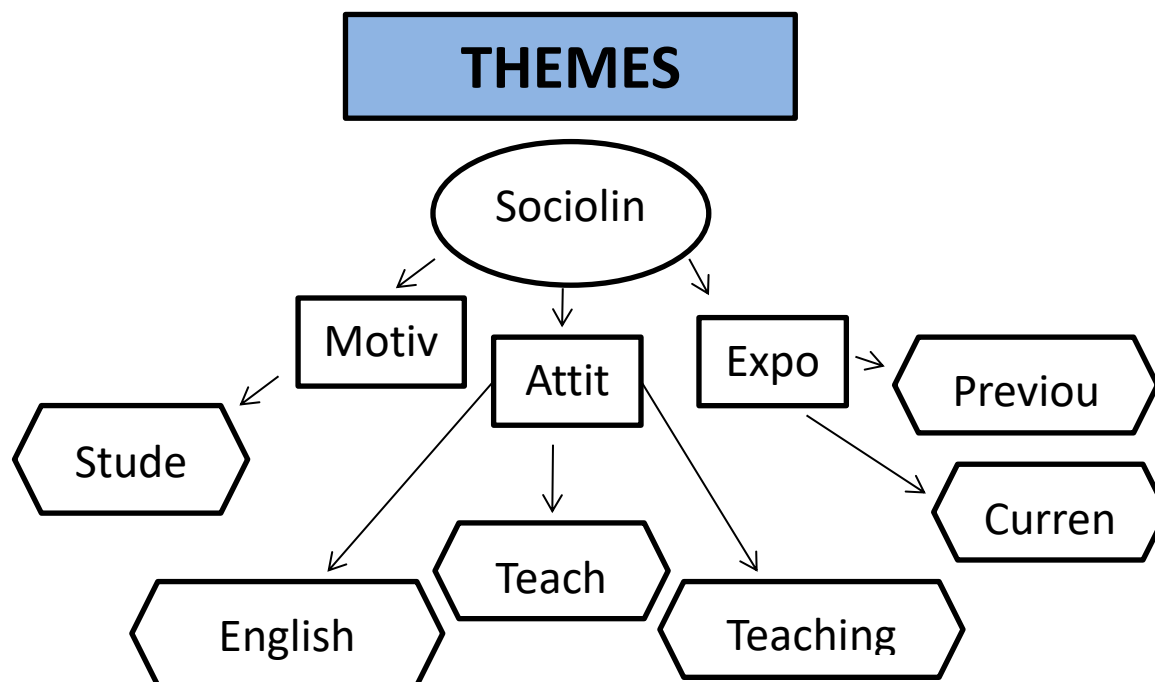 THEMES
Sociolin
Motiv
Attit
Expo
Previou
Stude
Curren
Teach
English
Teaching